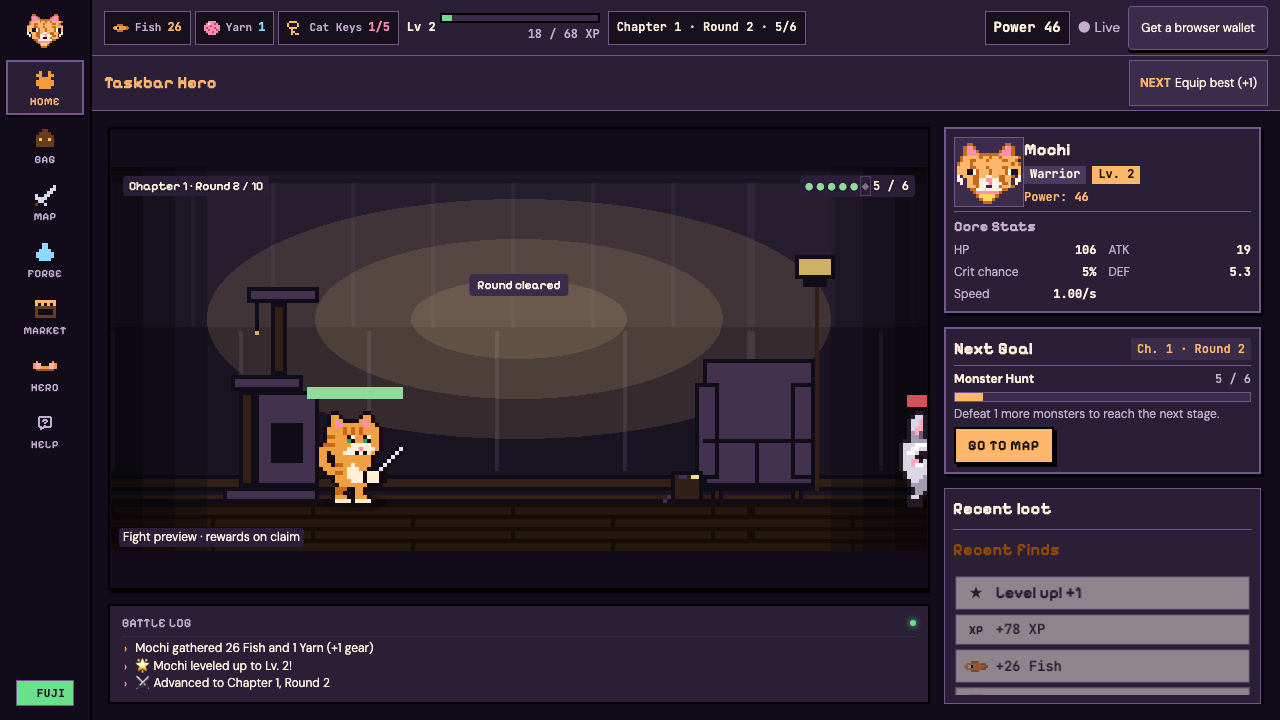 Fish 26
Yarn 1
Cat Keys 1/5
Lv 2
18 / 68 XP
Chapter 1 · Round 2 · 5/6
Power 46
Live
Get a browser wallet
HOME
BAG
MAP
FORGE
MARKET
HERO
HELP
FUJI
Taskbar Hero
NEXT Equip best (+1)
Chapter 1 · Round 2 / 10
5 / 6
Round cleared
Fight preview · rewards on claim
BATTLE LOG
› Mochi gathered 26 Fish and 1 Yarn (+1 gear)
› 🌟 Mochi leveled up to Lv. 2!
› ⚔️ Advanced to Chapter 1, Round 2
Mochi
Warrior Lv. 2
Power: 46
Core Stats
HP 106 ATK 19
Crit chance 5% DEF 5.3
Speed 1.00/s
Next Goal
Ch. 1 · Round 2
Monster Hunt 5 / 6
Defeat 1 more monsters to reach the next stage.
GO TO MAP
Recent loot
Recent finds
★ Level up! +1
XP +78 XP
+26 Fish